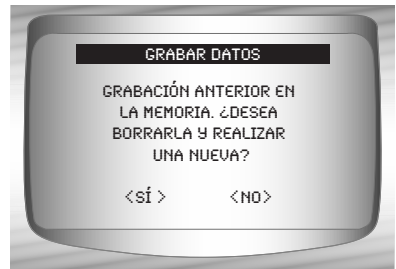 GRABAR DATOS
GRABACIÓN ANTERIOR EN
LA MEMORIA. ¿DESEA
BORRARLA Y REALIZAR
UNA NUEVA?
<SÍ > <NO>